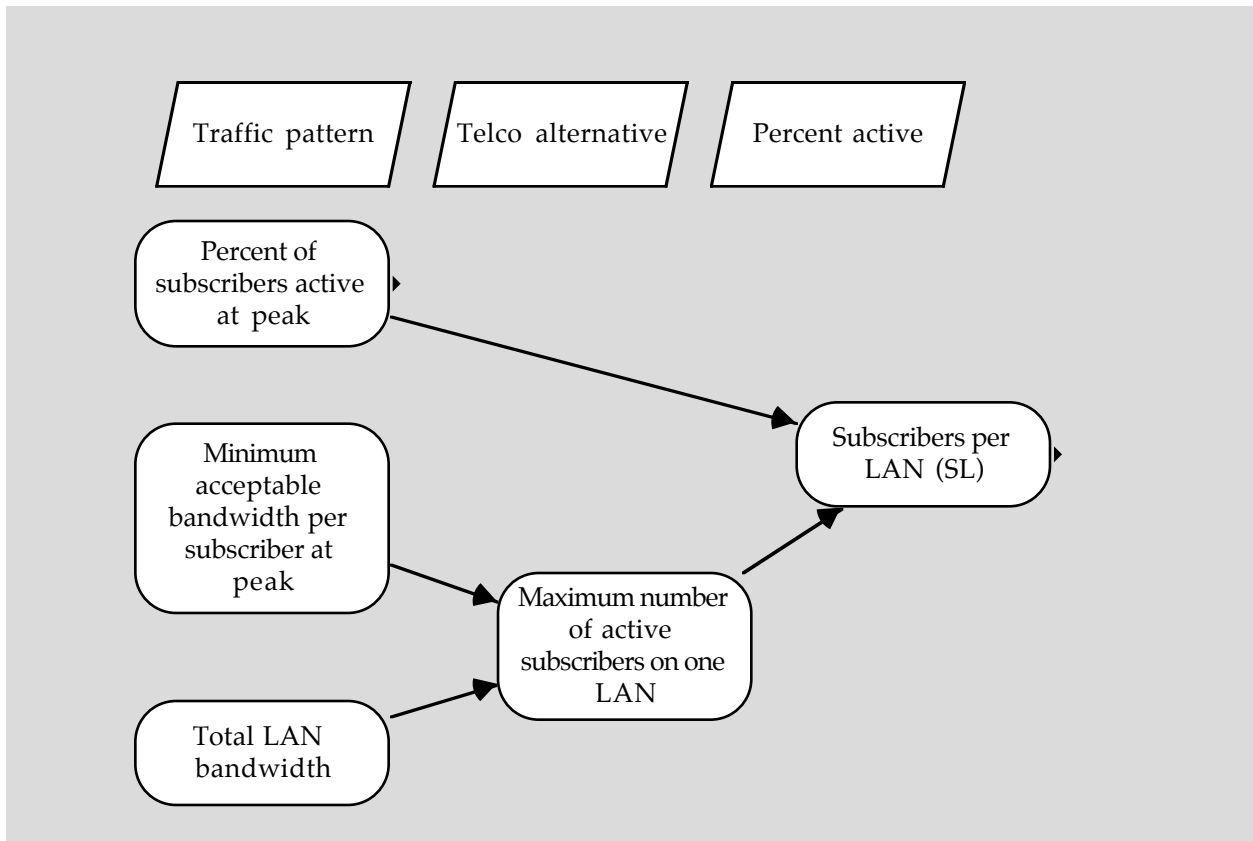 Traffic pattern
Telco alternative
Percent active
Percent of
subscribers active
at peak
Minimum
acceptable
bandwidth per
subscriber at
peak
Total LAN
bandwidth
Maximum number
of active
subscribers on one
LAN
Subscribers per
LAN (SL)